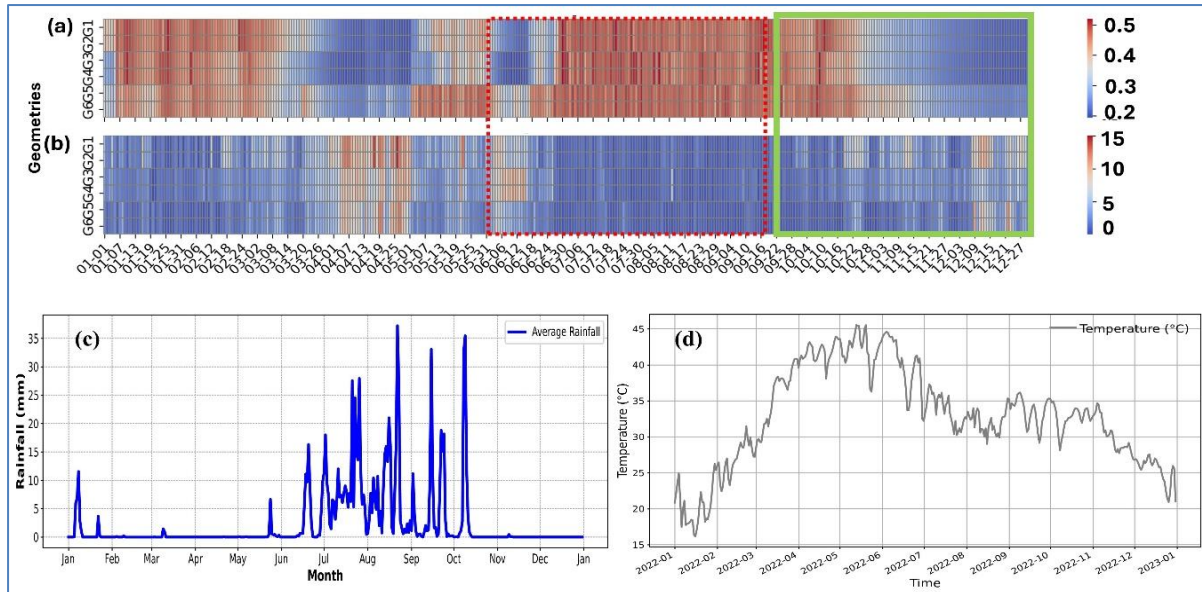 (a)
G6G5G4G3G2G1
0.5
0.4
0.3
0.2
Geometries
(b)
G6G5G4G3G2G1
15
10
5
0
01-01 01-07 01-13 01-19 01-25 01-31 02-06 02-12 02-18 02-24 03-02 03-08 03-14 03-20 03-26 04-01 04-07 04-13 04-19 04-25 05-01 05-07 05-13 05-19 05-25 05-31 06-06 06-12 06-18 06-24 06-30 07-06 07-12 07-18 07-24 07-30 08-05 08-11 08-17 08-23 08-29 09-04 09-10 09-16 09-22 09-28 10-04 10-10 10-16 10-22 10-28 11-03 11-09 11-15 11-21 11-27 12-03 12-09 12-15 12-21 12-27
(c)
Average Rainfall
Rainfall (mm)
35
30
25
20
15
10
5
0
Jan Feb Mar Apr May Jun Jul Aug Sep Oct Nov Dec Jan
Month
(d)
Temperature (°C)
Temperature (°C)
45
40
35
30
25
20
15
2022-01 2022-02 2022-03 2022-04 2022-05 2022-06 2022-07 2022-08 2022-09 2022-10 2022-11 2022-12 2023-01
Time